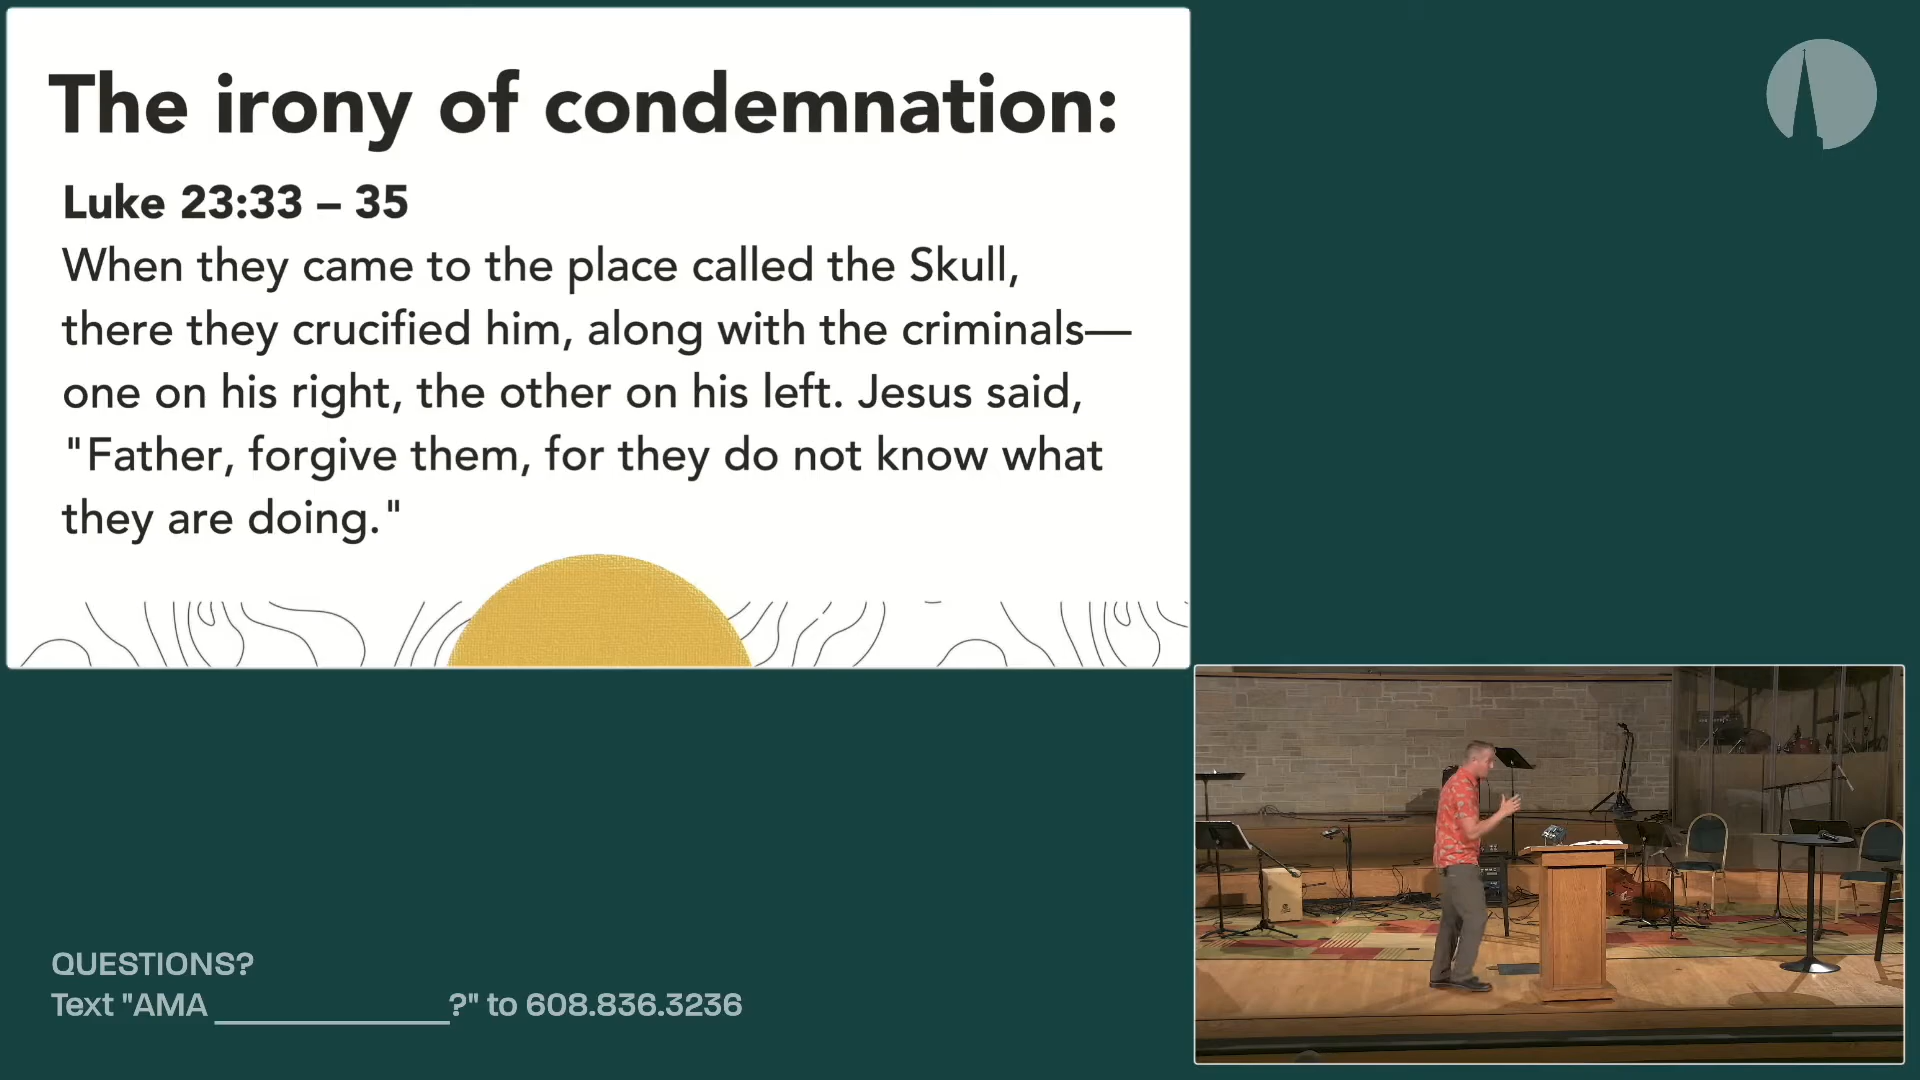 The irony of condemnation:
Luke 23:33 – 35
When they came to the place called the Skull,
there they crucified him, along with the criminals—
one on his right, the other on his left. Jesus said,
"Father, forgive them, for they do not know what
they are doing."
QUESTIONS?
Text "AMA ______________?" to 608.836.3236